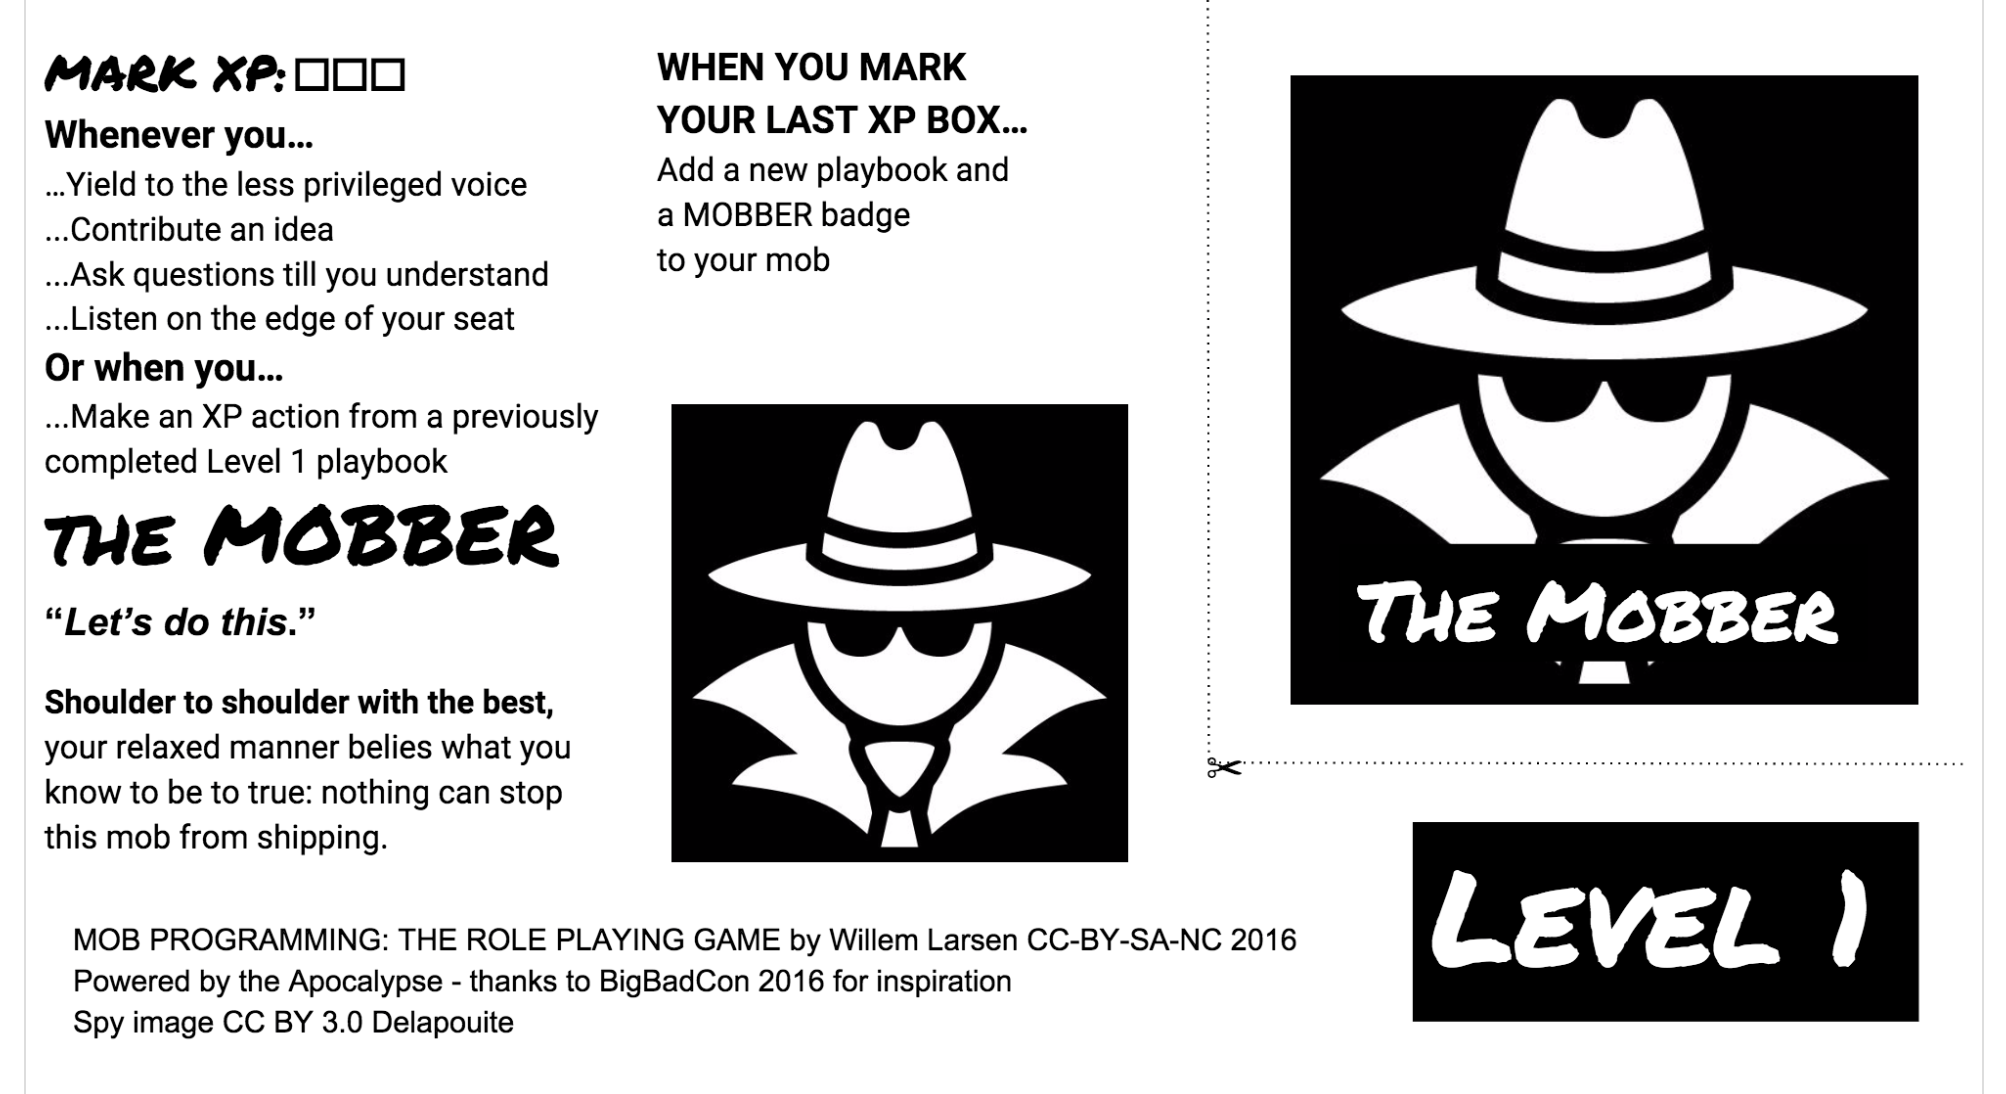 MARK XP: □□□
Whenever you…
…Yield to the less privileged voice
...Contribute an idea
...Ask questions till you understand
...Listen on the edge of your seat
Or when you…
...Make an XP action from a previously
completed Level 1 playbook
THE MOBBER
“Let’s do this.”
Shoulder to shoulder with the best,
your relaxed manner belies what you
know to be to true: nothing can stop
this mob from shipping.
WHEN YOU MARK
YOUR LAST XP BOX…
Add a new playbook and
a MOBBER badge
to your mob
THE MOBBER
LEVEL 1
MOB PROGRAMMING: THE ROLE PLAYING GAME by Willem Larsen CC-BY-SA-NC 2016
Powered by the Apocalypse - thanks to BigBadCon 2016 for inspiration
Spy image CC BY 3.0 Delapouite